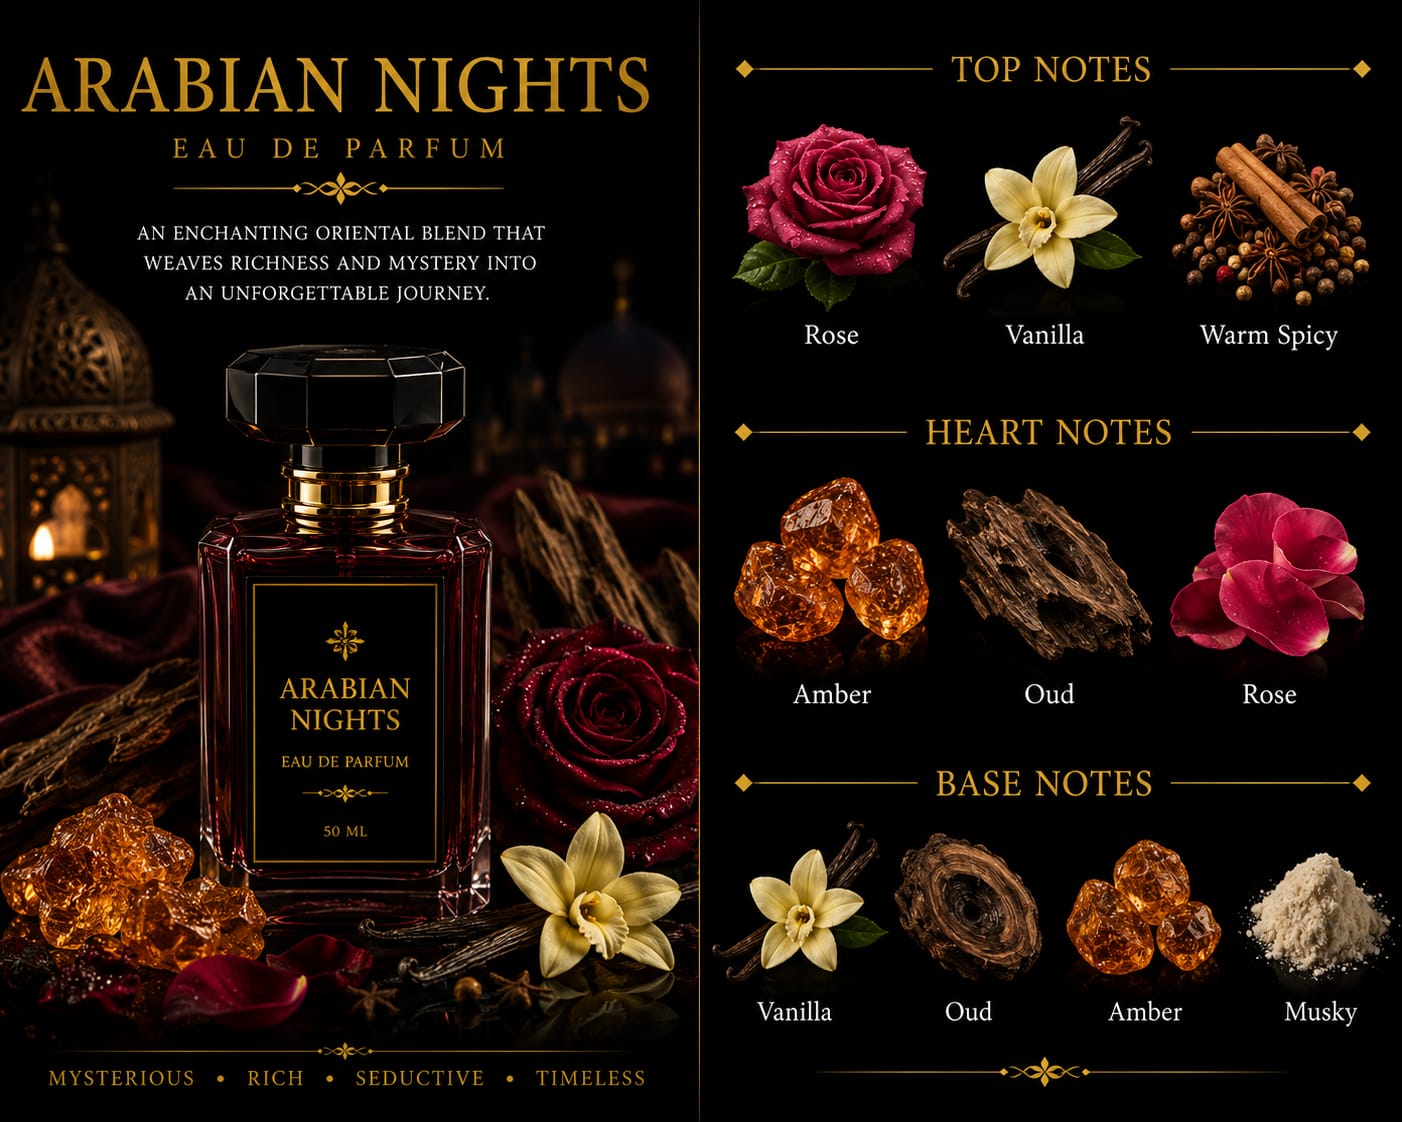 ARABIAN NIGHTS
EAU DE PARFUM
AN ENCHANTING ORIENTAL BLEND THAT
WEAVES RICHNESS AND MYSTERY INTO
AN UNFORGETTABLE JOURNEY.
ARABIAN
NIGHTS
EAU DE PARFUM
50 ML
MYSTERIOUS • RICH • SEDUCTIVE • TIMELESS
TOP NOTES
Rose Vanilla Warm Spicy
HEART NOTES
Amber Oud Rose
BASE NOTES
Vanilla Oud Amber Musky